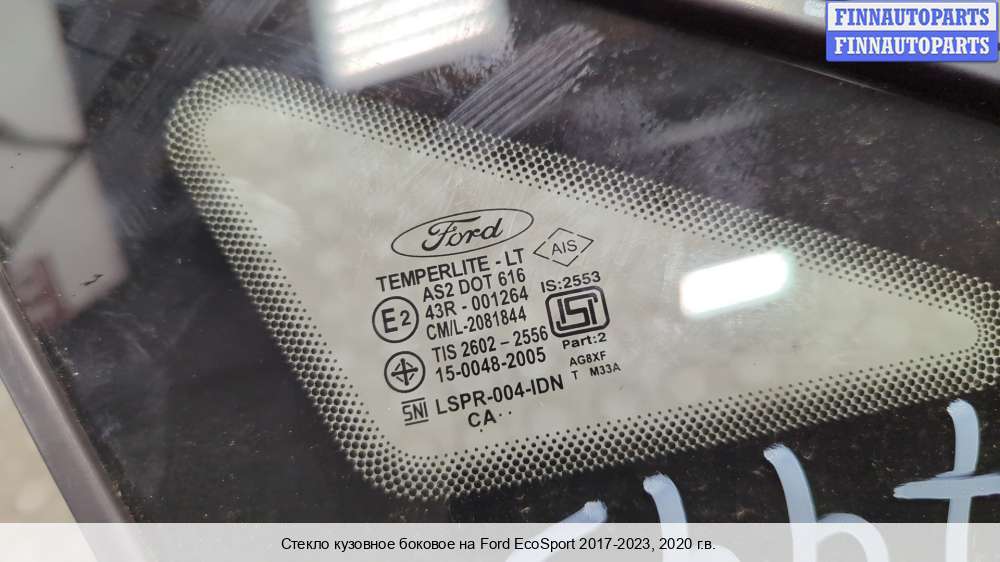 FINNAUTOPARTS
FINNAUTOPARTS
Ford
AIS
TEMPERLITE - LT
AS2 DOT 616
IS:2553
E2
43R - 001264
CM/L-2081844
ISI
TIS 2602 - 2556
Part:2
15-0048-2005
AG8XF
T M33A
SNI LSPR-004-IDN
CA..
Стекло кузовное боковое на Ford EcoSport 2017-2023, 2020 г.в.